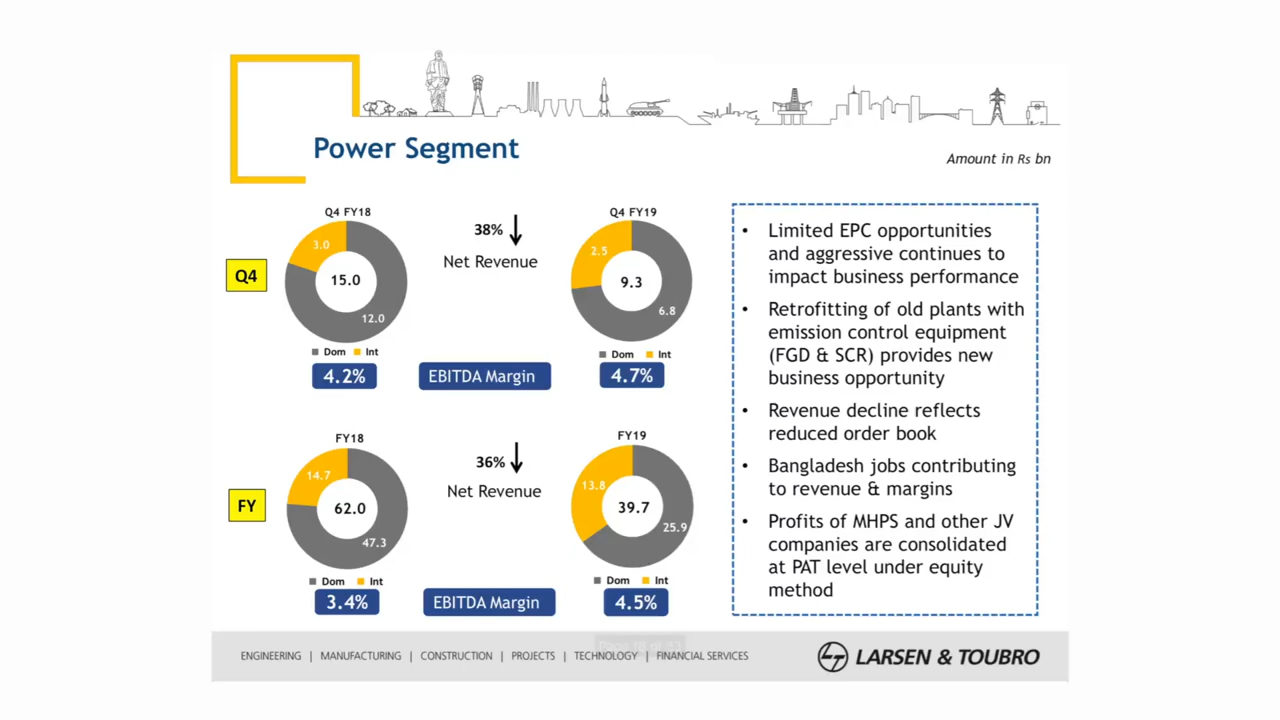 Power Segment
Amount in Rs bn
Q4 FY18
3.0
15.0
12.0
Dom Int
4.2%
Q4
38%
Net Revenue
EBITDA Margin
Q4 FY19
2.5
9.3
6.8
Dom Int
4.7%
FY18
14.7
62.0
47.3
Dom Int
3.4%
FY
36%
Net Revenue
EBITDA Margin
FY19
13.8
39.7
25.9
Dom Int
4.5%
• Limited EPC opportunities
and aggressive continues to
impact business performance
• Retrofitting of old plants with
emission control equipment
(FGD & SCR) provides new
business opportunity
• Revenue decline reflects
reduced order book
• Bangladesh jobs contributing
to revenue & margins
• Profits of MHPS and other JV
companies are consolidated
at PAT level under equity
method
ENGINEERING | MANUFACTURING | CONSTRUCTION | PROJECTS | TECHNOLOGY | FINANCIAL SERVICES
LARSEN & TOUBRO